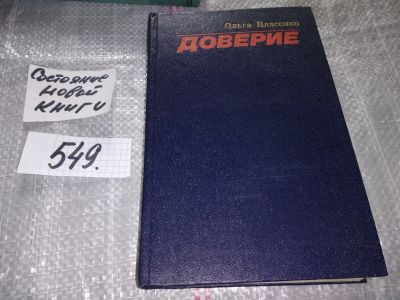 Ольга Власенко
ДОВЕРИЕ
Состояние
новой
книги
549.